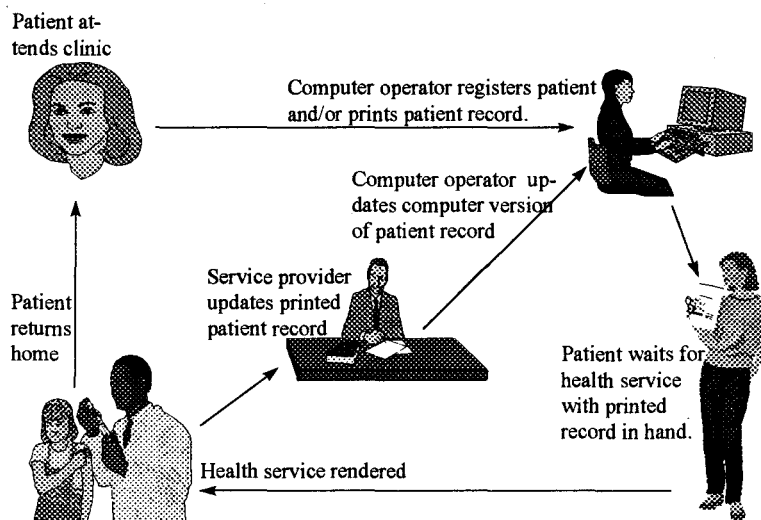 Patient at-
tends clinic
Computer operator registers patient
and/or prints patient record.
Computer operator up-
dates computer version
of patient record
Service provider
updates printed
patient record
Patient
returns
home
Patient waits for
health service
with printed
record in hand.
Health service rendered